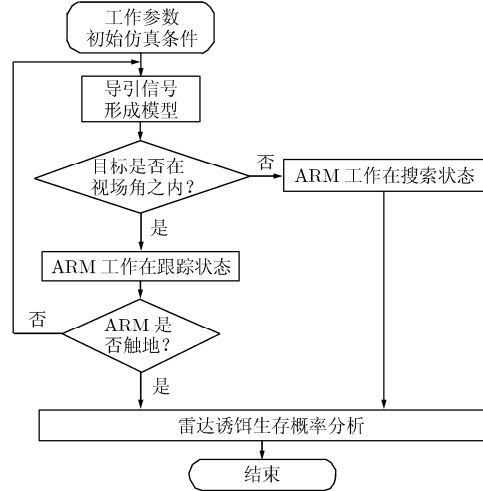 工作参数
初始仿真条件
导引信号
形成模型
目标是否在
视场角之内?
否
ARM 工作在搜索状态
是
ARM 工作在跟踪状态
否
ARM 是
否触地?
是
雷达诱饵生存概率分析
结束